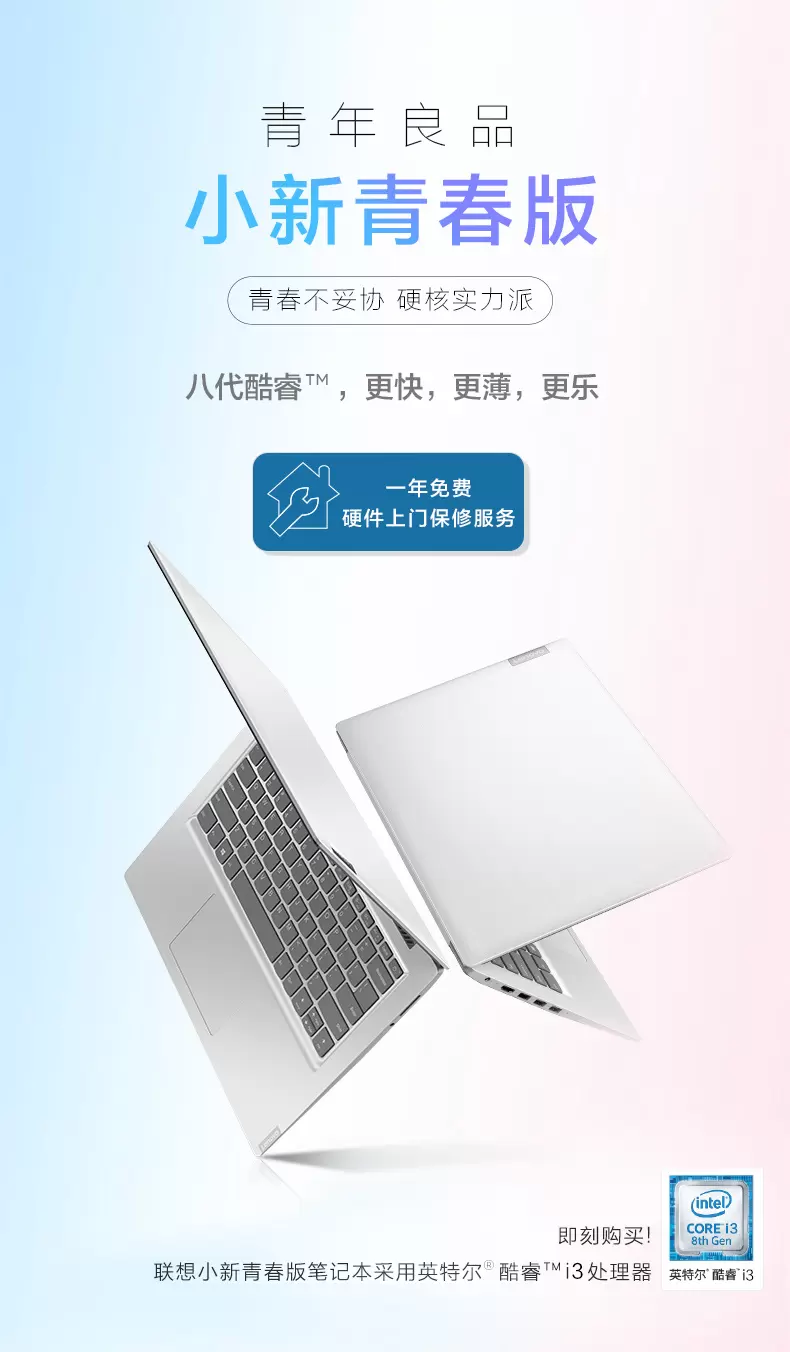 青年良品
小新青春版
青春不妥协 硬核实力派
八代酷睿™，更快，更薄，更乐
一年免费
硬件上门保修服务
intel
CORE i3
8th Gen
即刻购买!
联想小新青春版笔记本采用英特尔® 酷睿™ i3 处理器
英特尔® 酷睿™ i3